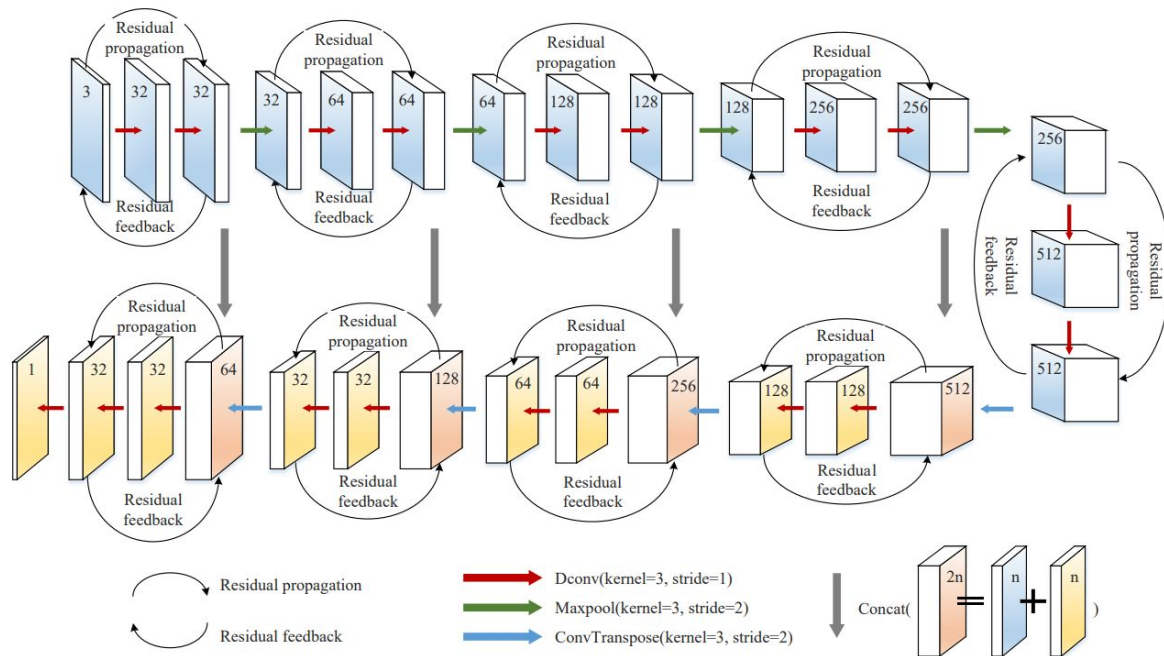 Residual
propagation
3
32
32
Residual
feedback
Residual
propagation
32
64
64
Residual
feedback
Residual
propagation
64
128
128
Residual
feedback
Residual
propagation
128
256
256
Residual
feedback
256
512
512
Residual
feedback
Residual
propagation
Residual
propagation
1
32
32
64
Residual
feedback
Residual
propagation
32
32
128
Residual
feedback
Residual
propagation
64
64
256
Residual
feedback
Residual
propagation
128
128
512
Residual
feedback
Residual propagation
Residual feedback
Dconv(kernel=3, stride=1)
Maxpool(kernel=3, stride=2)
ConvTranspose(kernel=3, stride=2)
Concat( 2n = n + n )